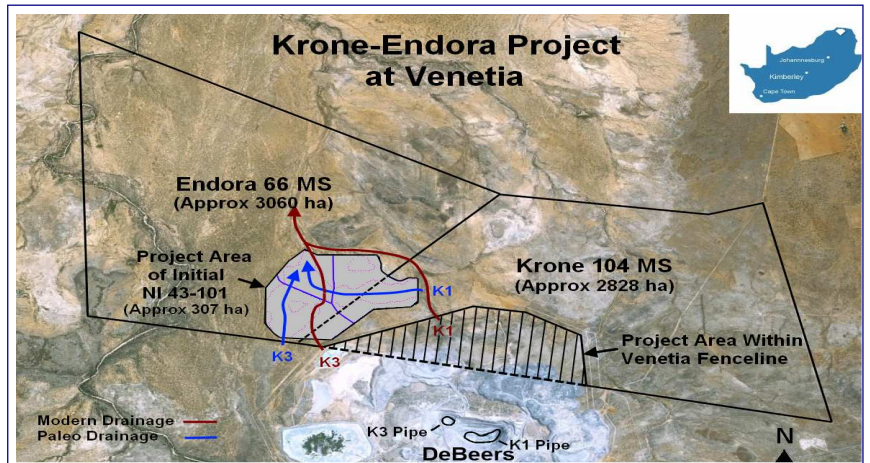 Krone-Endora Project
at Venetia
Johannnesburg
Kimberley
Cape Town
Endora 66 MS
(Approx 3060 ha)
Project Area
of Initial
NI 43-101
(Approx 307 ha)
Krone 104 MS
(Approx 2828 ha)
K1
K1
K3
K3
Project Area Within
Venetia Fenceline
Modern Drainage
Paleo Drainage
K3 Pipe
K1 Pipe
DeBeers
N